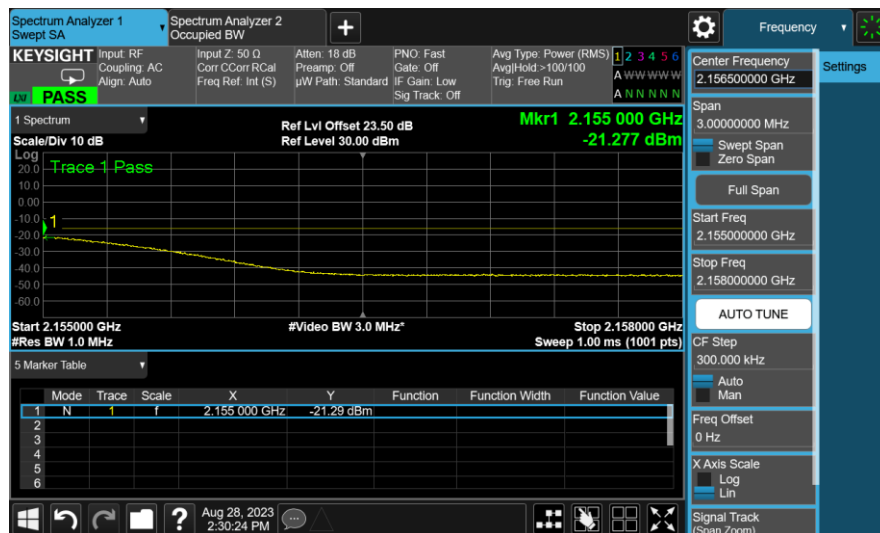 Spectrum Analyzer 1
Swept SA
Spectrum Analyzer 2
Occupied BW
+
Frequency
KEYSIGHT
LXI
PASS
Input: RF
Coupling: AC
Align: Auto
Input Z: 50 Ω
Corr CCorr RCal
Freq Ref: Int (S)
Atten: 18 dB
Preamp: Off
µW Path: Standard
PNO: Fast
Gate: Off
IF Gain: Low
Sig Track: Off
Avg Type: Power (RMS)
Avg|Hold:>100/100
Trig: Free Run
1 2 3 4 5 6
A W W W W W
A N N N N N
1 Spectrum
Scale/Div 10 dB
Ref Lvl Offset 23.50 dB
Ref Level 30.00 dBm
Mkr1 2.155 000 GHz
-21.277 dBm
Log
Trace 1 Pass
20.0
10.0
0.00
-10.0
-20.0
-30.0
-40.0
-50.0
-60.0
1
Start 2.155000 GHz
#Res BW 1.0 MHz
#Video BW 3.0 MHz*
Stop 2.158000 GHz
Sweep 1.00 ms (1001 pts)
5 Marker Table
Mode Trace Scale X Y Function Function Width Function Value
1 N 1 f 2.155 000 GHz -21.29 dBm
2
3
4
5
6
?
Aug 28, 2023
2:30:24 PM
Center Frequency
2.156500000 GHz
Span
3.00000000 MHz
Swept Span
Zero Span
Full Span
Start Freq
2.155000000 GHz
Stop Freq
2.158000000 GHz
AUTO TUNE
CF Step
300.000 kHz
Auto
Man
Freq Offset
0 Hz
X Axis Scale
Log
Lin
Signal Track
(Span Zoom)
Settings